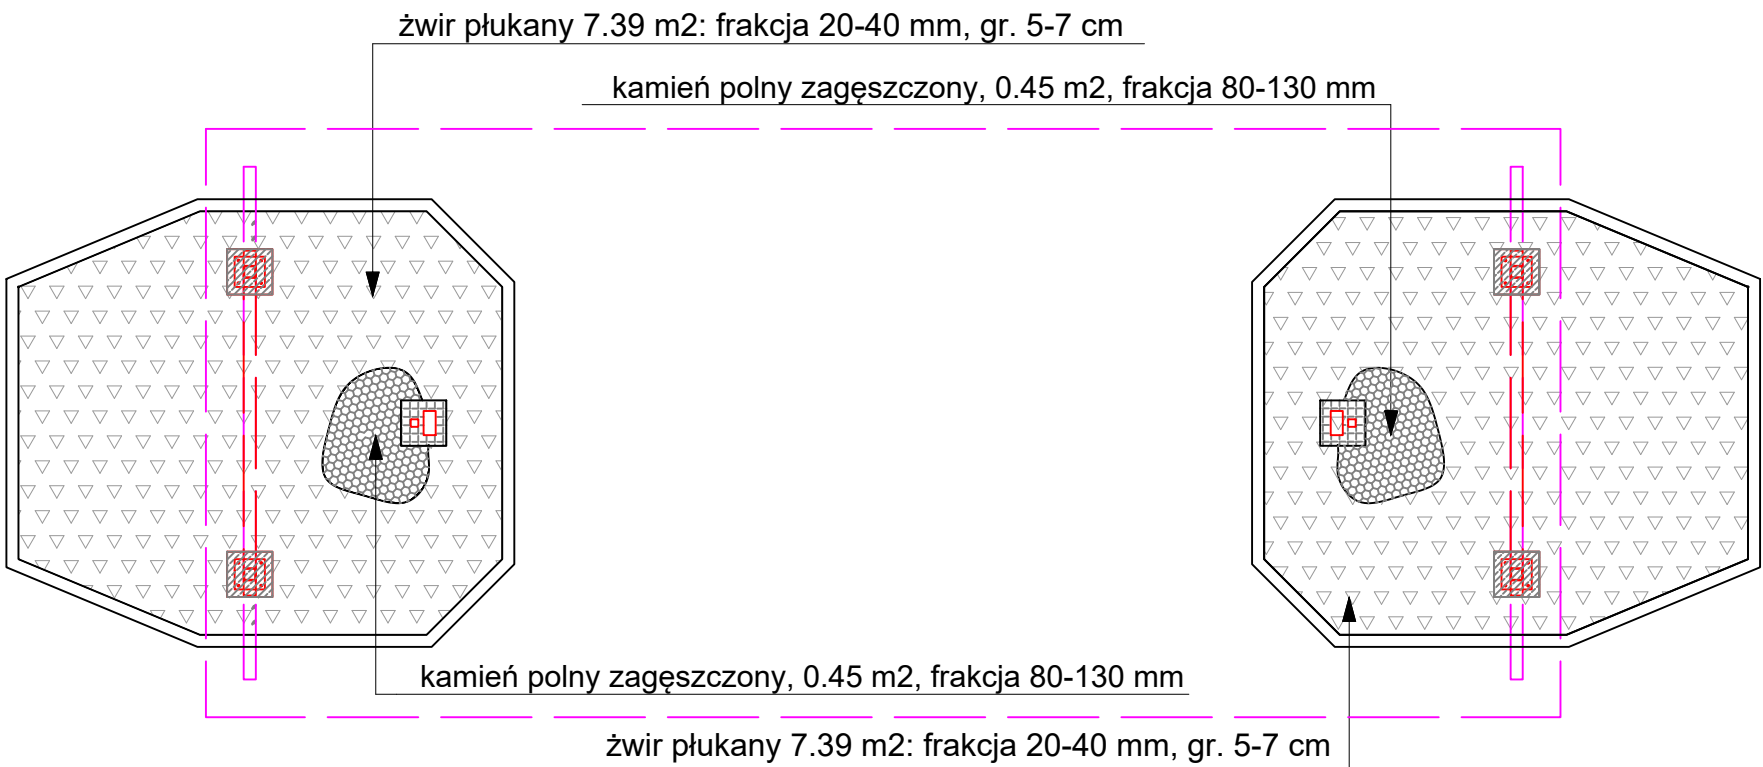 żwir płukany 7.39 m2: frakcja 20-40 mm, gr. 5-7 cm
kamień polny zagęszczony, 0.45 m2, frakcja 80-130 mm
kamień polny zagęszczony, 0.45 m2, frakcja 80-130 mm
żwir płukany 7.39 m2: frakcja 20-40 mm, gr. 5-7 cm